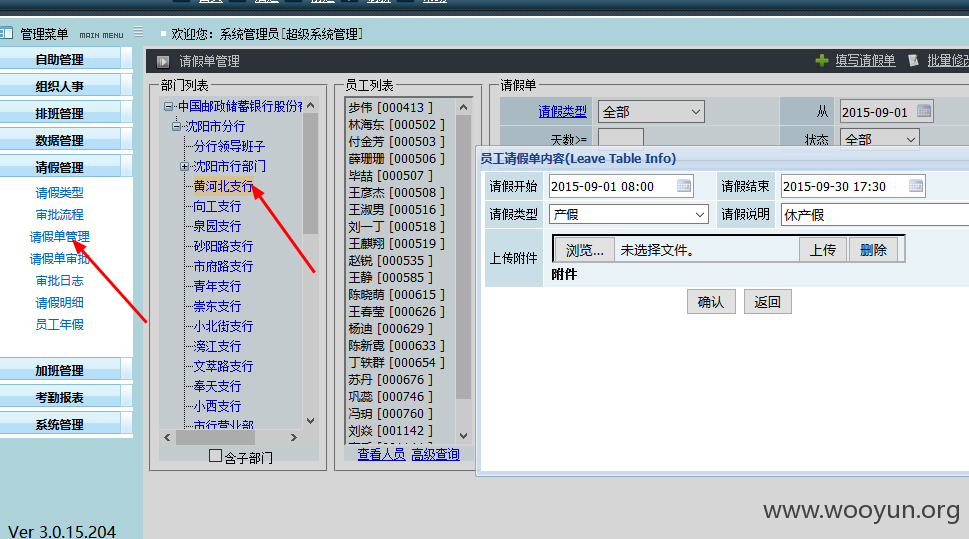 管理菜单 MAIN MENU
欢迎您：系统管理员[超级系统管理]
自助管理
组织人事
排班管理
数据管理
请假管理
请假类型
审批流程
请假单管理
请假单审批
审批日志
请假明细
员工年假
加班管理
考勤报表
系统管理
Ver 3.0.15.204
请假单管理
填写请假单
批量修改
部门列表
中国邮政储蓄银行股份有
沈阳市分行
分行领导班子
沈阳市行部门
黄河北支行
向工支行
泉园支行
砂阳路支行
市府路支行
青年支行
崇东支行
小北街支行
滂江支行
文萃路支行
奉天支行
小西支行
市行营业部
含子部门
员工列表
步伟 [000413 ]
林海东 [000502 ]
付金芳 [000503 ]
薛珊珊 [000506 ]
毕喆 [000507 ]
王彦杰 [000508 ]
王淑男 [000516 ]
刘一丁 [000518 ]
王麒翔 [000519 ]
赵锐 [000535 ]
王静 [000585 ]
陈晓萌 [000615 ]
王春莹 [000626 ]
杨迪 [000629 ]
陈新霓 [000633 ]
丁轶群 [000654 ]
苏丹 [000676 ]
巩蕊 [000746 ]
冯玥 [000760 ]
刘焱 [001142 ]
查看人员 高级查询
请假单
请假类型 全部 从 2015-09-01
天数>= 状态 全部
员工请假单内容(Leave Table Info)
请假开始 2015-09-01 08:00 请假结束 2015-09-30 17:30
请假类型 产假 请假说明 休产假
上传附件 浏览... 未选择文件。 上传 删除
附件
确认 返回
www.wooyun.org